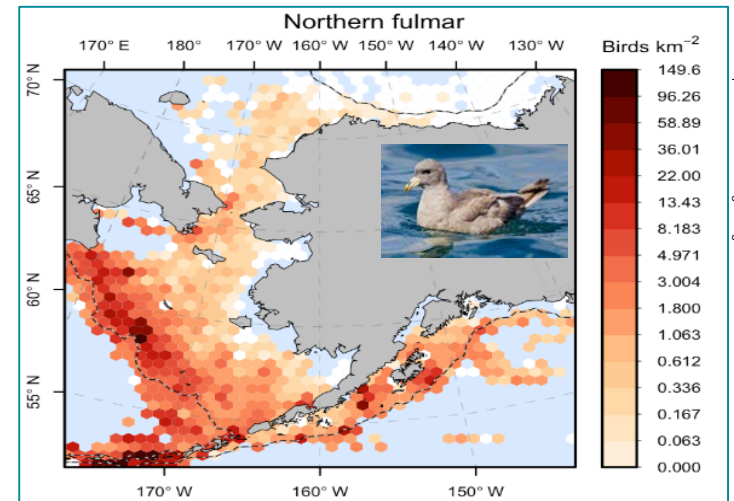 Northern fulmar
170° E 180° 170° W 160° W 150° W 140° W 130° W
Birds km⁻²
70° N
65° N
60° N
55° N
149.6
96.26
58.89
36.01
22.00
13.43
8.183
4.971
3.004
1.800
1.063
0.612
0.336
0.167
0.063
0.000
170° W 160° W 150° W